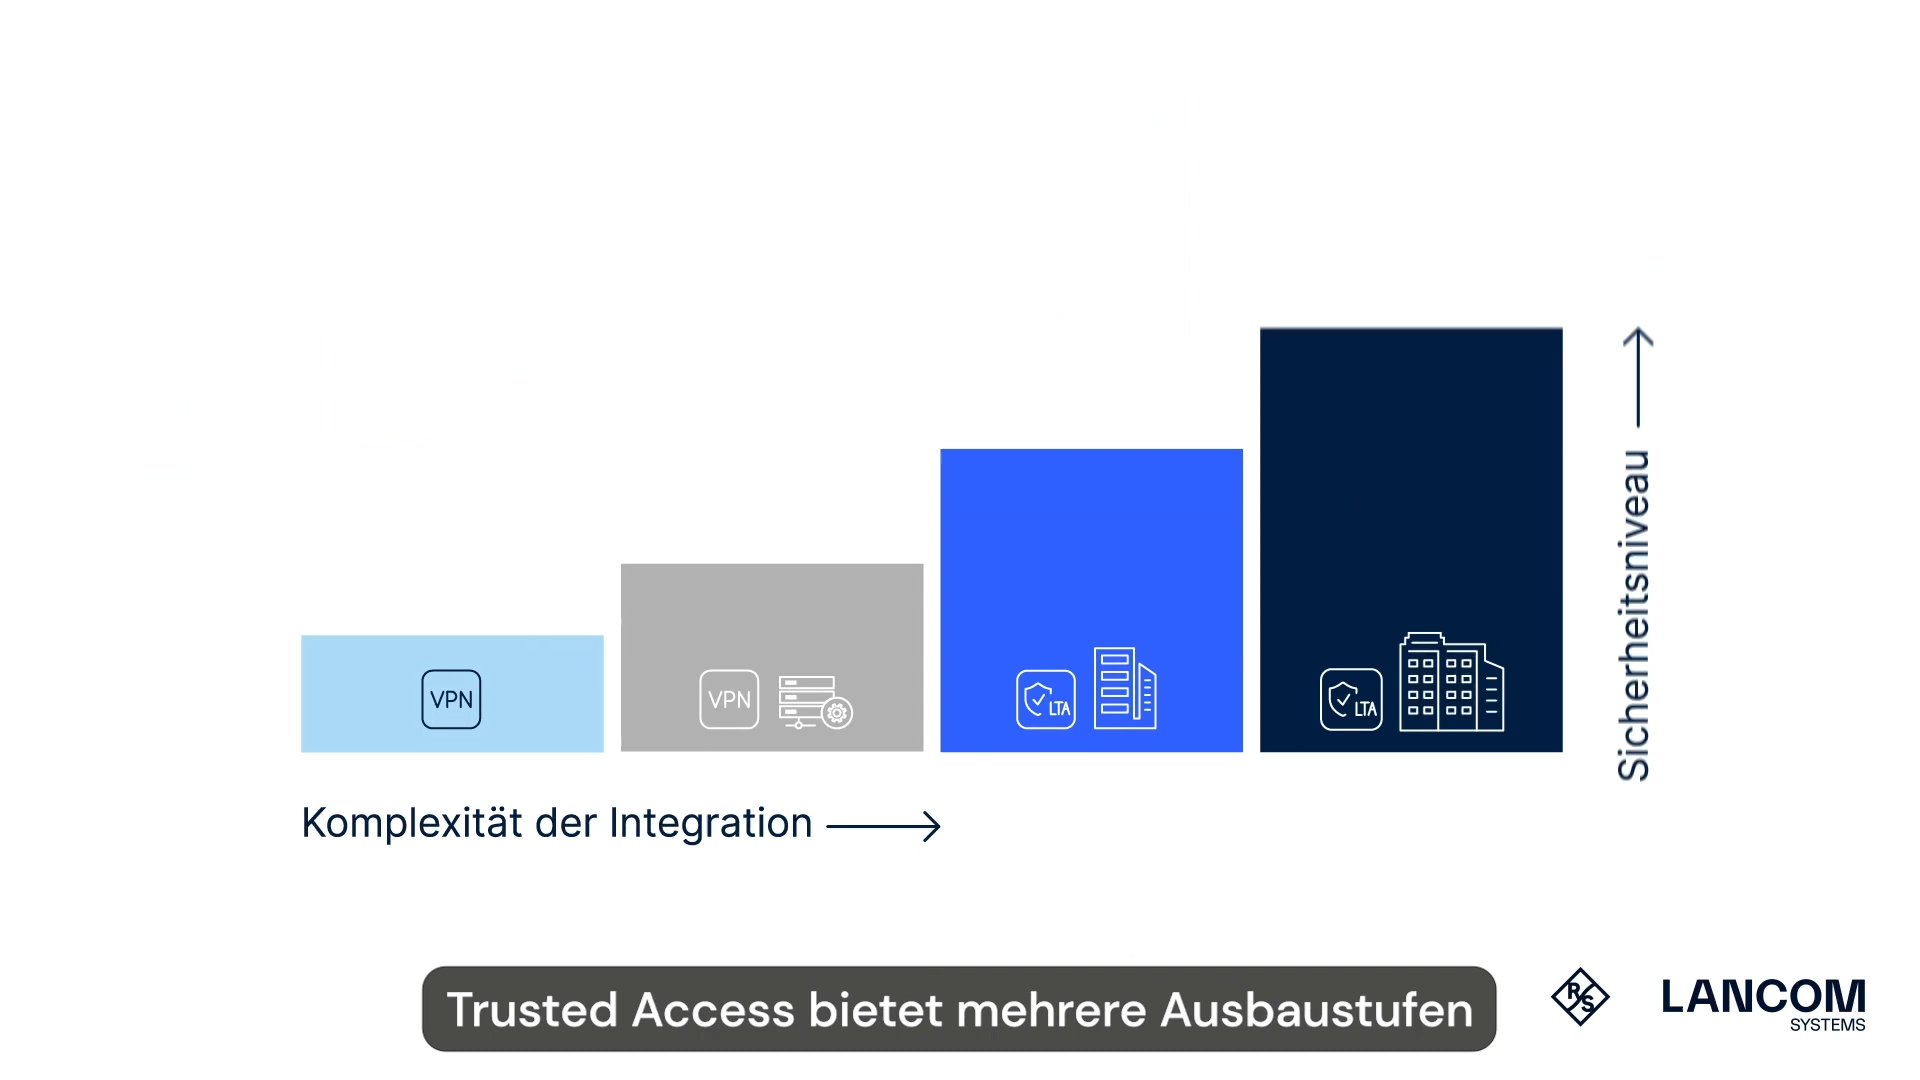 VPN
VPN
LTA
LTA
Sicherheitsniveau
Komplexität der Integration
Trusted Access bietet mehrere Ausbaustufen
R S
LANCOM
SYSTEMS